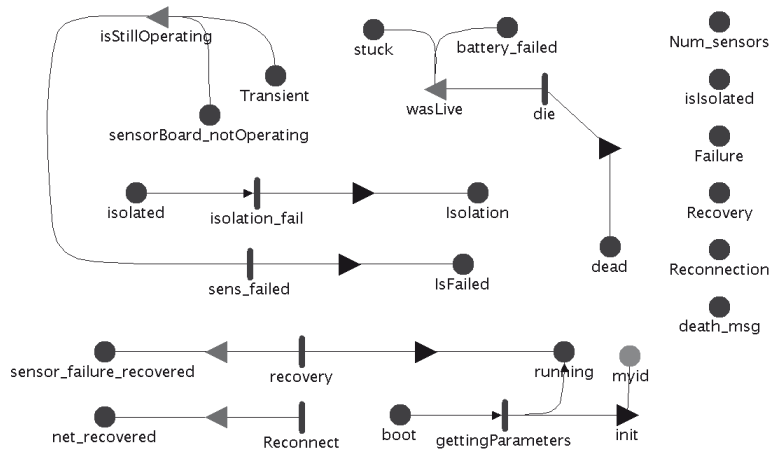 isStillOperating
stuck
battery_failed
Num_sensors
Transient
sensorBoard_notOperating
wasLive
die
isIsolated
Failure
isolated
isolation_fail
Isolation
Recovery
sens_failed
IsFailed
dead
Reconnection
death_msg
sensor_failure_recovered
recovery
running
myid
net_recovered
Reconnect
boot
gettingParameters
init